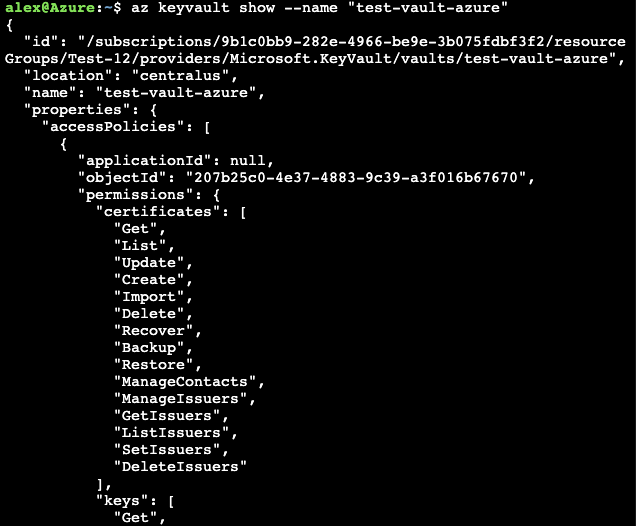 alex@Azure:~$ az keyvault show --name "test-vault-azure"
{
  "id": "/subscriptions/9b1c0bb9-282e-4966-be9e-3b075fdbf3f2/resource
Groups/Test-12/providers/Microsoft.KeyVault/vaults/test-vault-azure",
  "location": "centralus",
  "name": "test-vault-azure",
  "properties": {
    "accessPolicies": [
      {
        "applicationId": null,
        "objectId": "207b25c0-4e37-4883-9c39-a3f016b67670",
        "permissions": {
          "certificates": [
            "Get",
            "List",
            "Update",
            "Create",
            "Import",
            "Delete",
            "Recover",
            "Backup",
            "Restore",
            "ManageContacts",
            "ManageIssuers",
            "GetIssuers",
            "ListIssuers",
            "SetIssuers",
            "DeleteIssuers"
          ],
          "keys": [
            "Get",